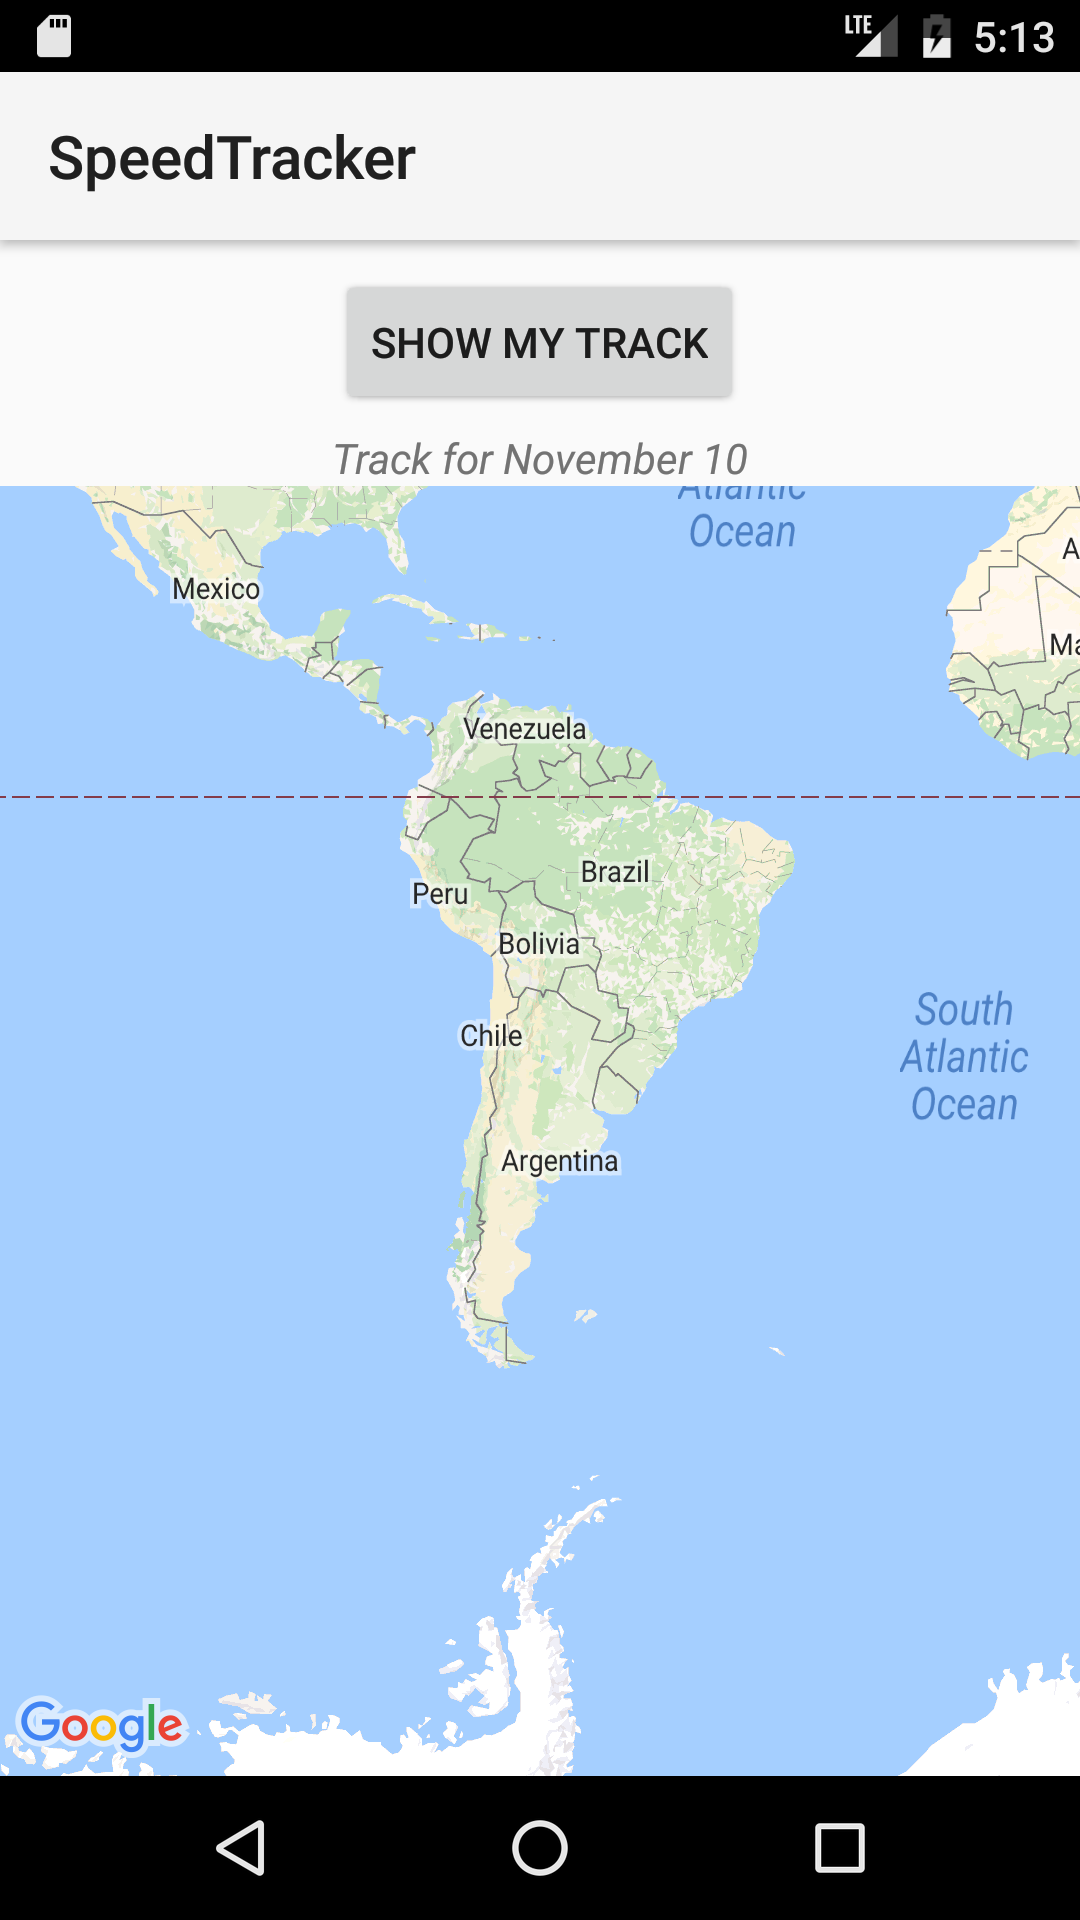 LTE 5:13
SpeedTracker
SHOW MY TRACK
Track for November 10
Atlantic
Ocean
Mexico
Venezuela
Brazil
Peru
Bolivia
South
Atlantic
Ocean
Chile
Argentina
Google